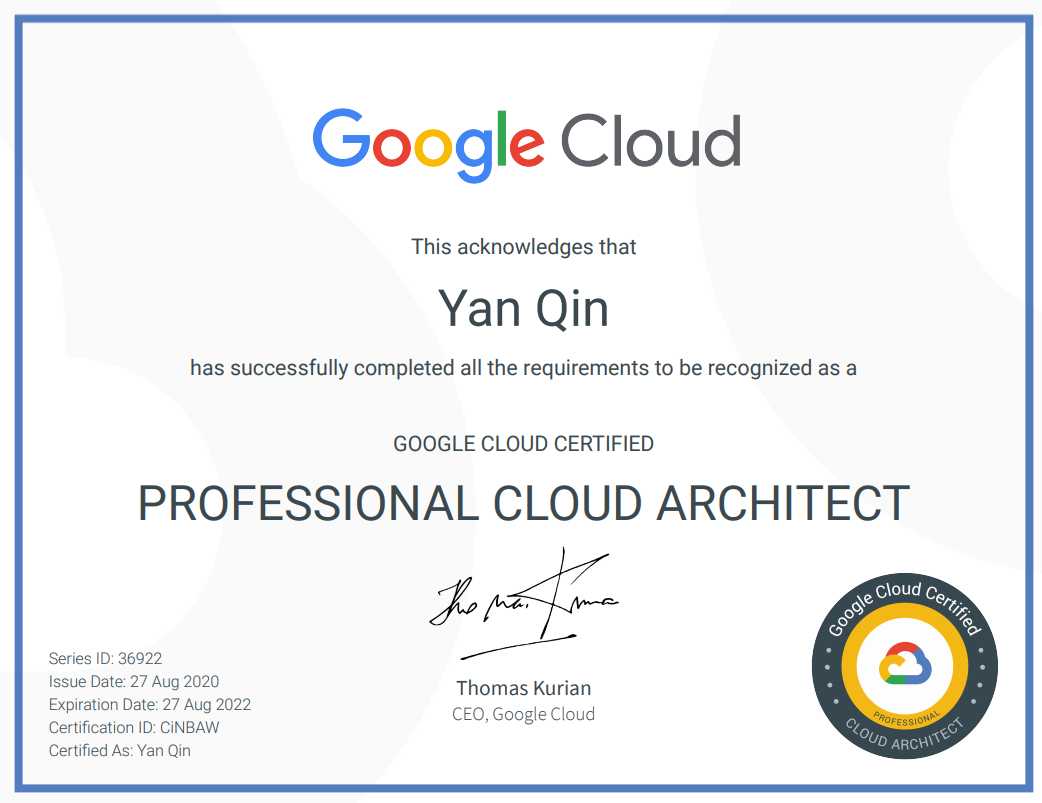 Google Cloud
This acknowledges that
Yan Qin
has successfully completed all the requirements to be recognized as a
GOOGLE CLOUD CERTIFIED
PROFESSIONAL CLOUD ARCHITECT
Thomas Kurian
CEO, Google Cloud
Series ID: 36922
Issue Date: 27 Aug 2020
Expiration Date: 27 Aug 2022
Certification ID: CiNBAW
Certified As: Yan Qin
Google Cloud Certified
PROFESSIONAL
CLOUD ARCHITECT